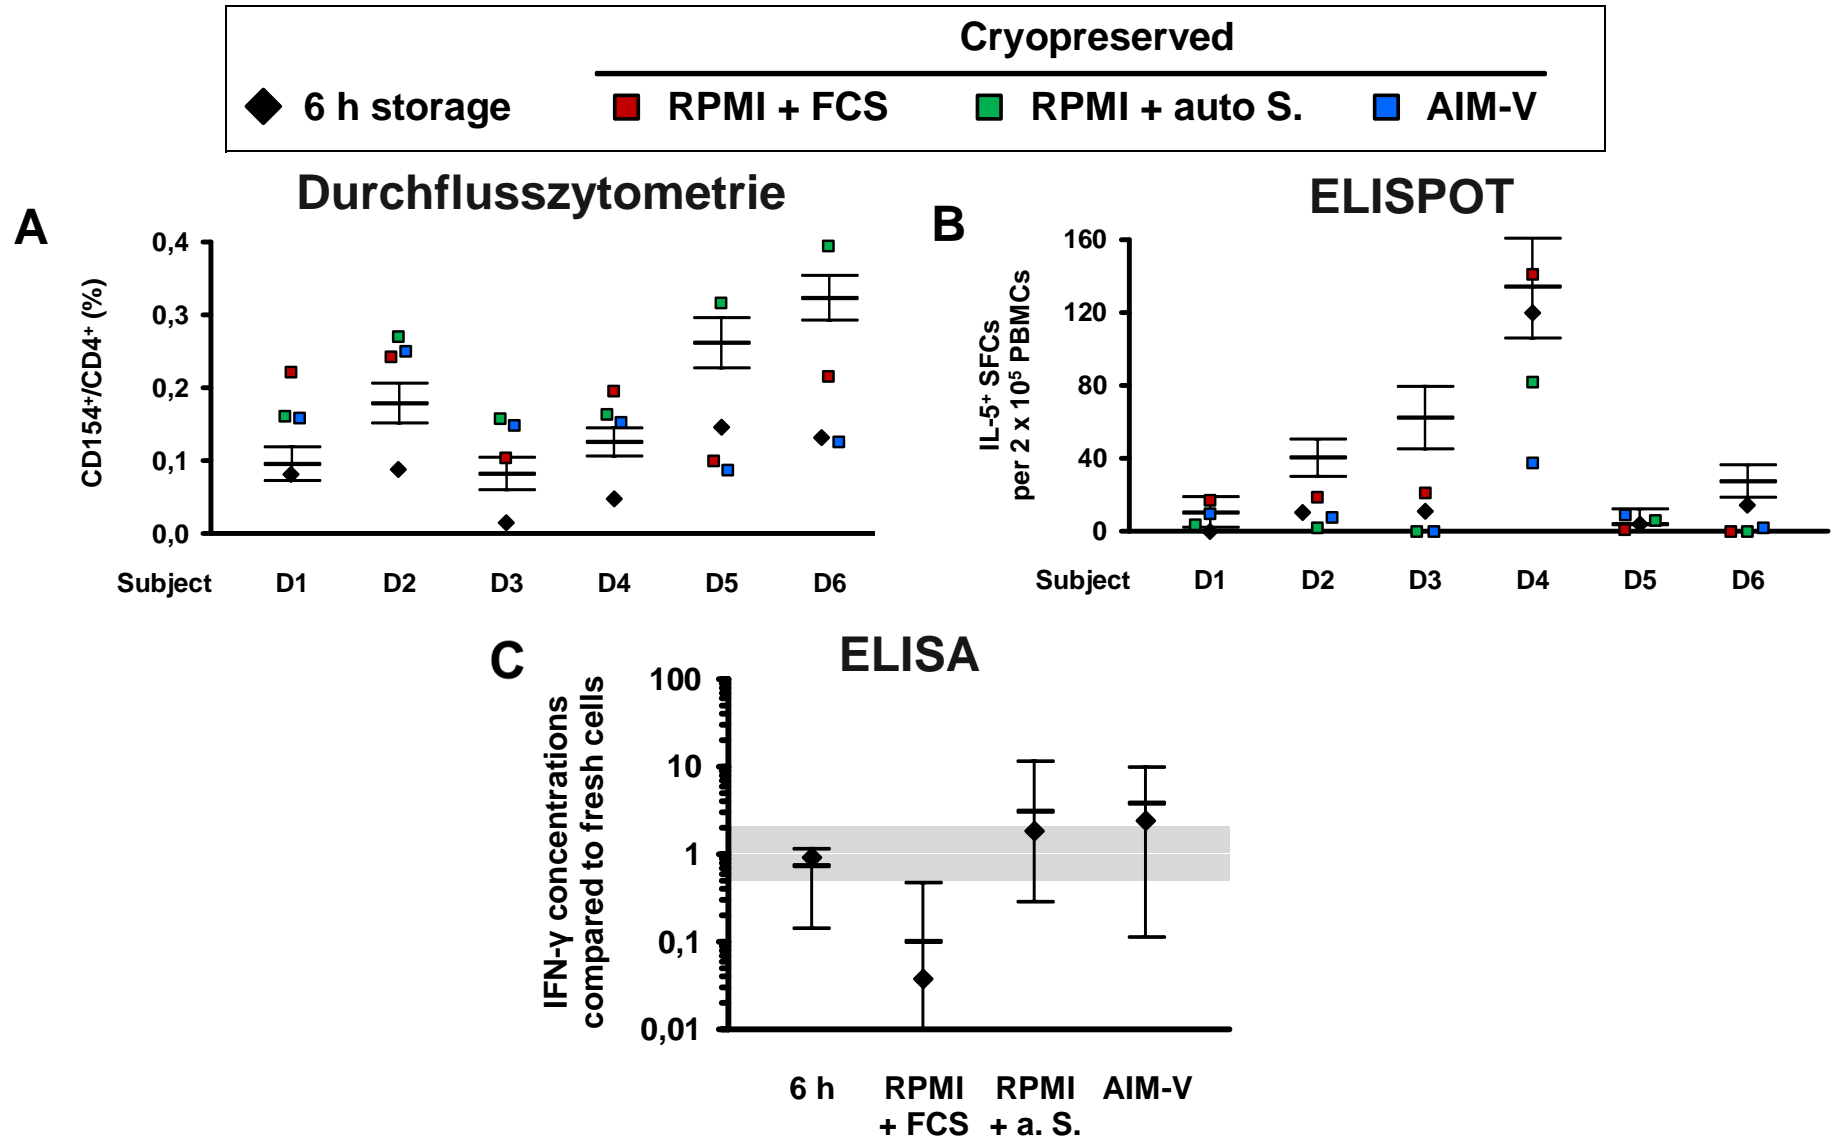 Cryopreserved
6 h storage RPMI + FCS RPMI + auto S. AIM-V
A
Durchflusszytometrie
CD154⁺/CD4⁺ (%)
0,4
0,3
0,2
0,1
0,0
Subject D1 D2 D3 D4 D5 D6
B
ELISPOT
IL-5⁺ SFCs
per 2 x 10⁵ PBMCs
160
120
80
40
0
Subject D1 D2 D3 D4 D5 D6
C
ELISA
IFN-γ concentrations
compared to fresh cells
100
10
1
0,1
0,01
6 h RPMI RPMI AIM-V
+ FCS + a. S.